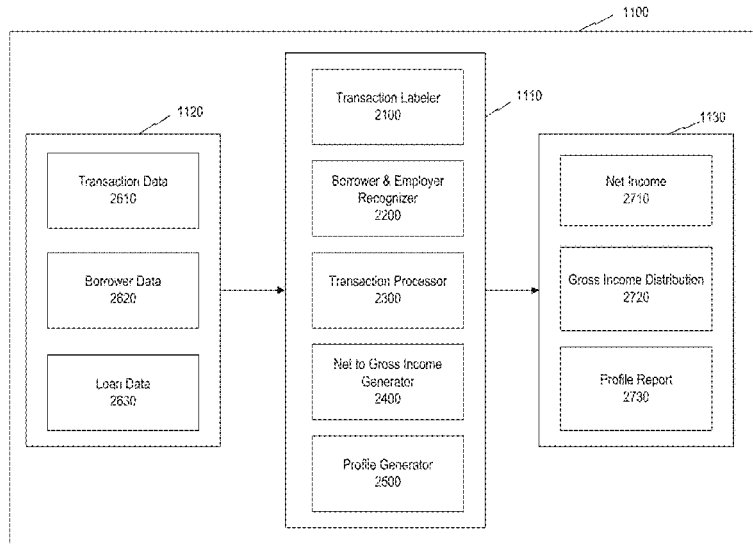 1100
1120
Transaction Data
2610
Borrower Data
2620
Loan Data
2630
1110
Transaction Labeler
2100
Borrower & Employer
Recognizer
2200
Transaction Processor
2300
Net to Gross Income
Generator
2400
Profile Generator
2500
1130
Net Income
2710
Gross Income Distribution
2720
Profile Report
2730